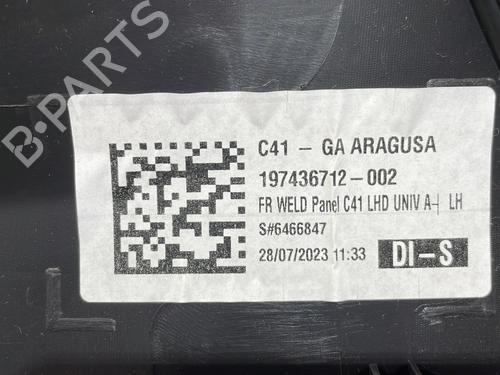 C41 - GA ARAGUSA
197436712-002
FR WELD Panel C41 LHD UNIV A-| LH
S#6466847
28/07/2023 11:33 DI-S
B-PARTS